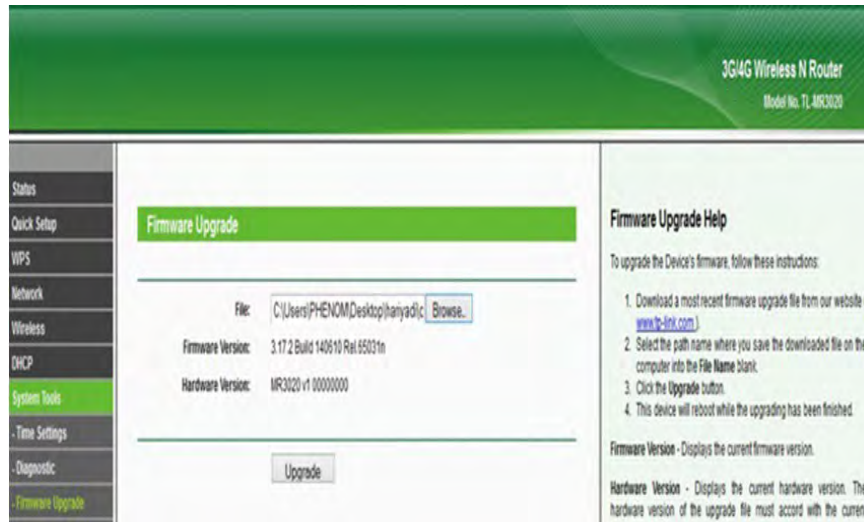 3G/4G Wireless N Router
Model No. TL-MR3020
Status
Quick Setup
WPS
Network
Wireless
DHCP
System Tools
- Time Settings
- Diagnostic
- Firmware Upgrade
Firmware Upgrade
File: C:\Users\PHENOM\Desktop\hariyadi\c Browse..
Firmware Version: 3.17.2 Build 140610 Rel.65031n
Hardware Version: MR3020 v1 00000000
Upgrade
Firmware Upgrade Help
To upgrade the Device's firmware, follow these instructions:
1. Download a most recent firmware upgrade file from our website
www.tp-link.com ).
2. Select the path name where you save the downloaded file on the
computer into the File Name blank.
3. Click the Upgrade button.
4. This device will reboot while the upgrading has been finished.
Firmware Version - Displays the current firmware version.
Hardware Version - Displays the current hardware version. The
hardware version of the upgrade file must accord with the curren